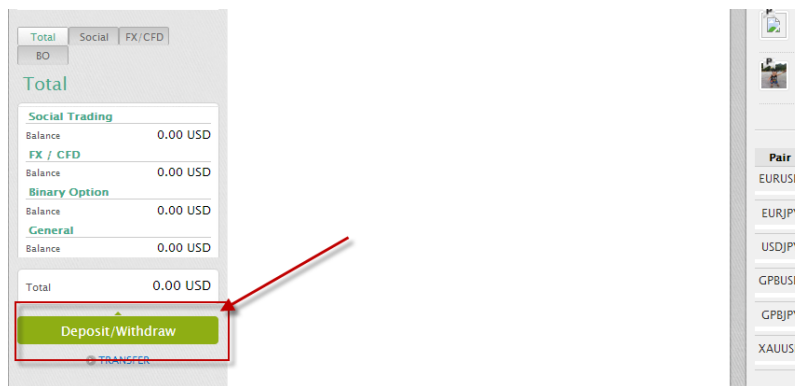 Total Social FX/CFD
BO
Total
Social Trading
Balance 0.00 USD
FX / CFD
Balance 0.00 USD
Binary Option
Balance 0.00 USD
General
Balance 0.00 USD
Total 0.00 USD
Deposit/Withdraw
TRANSFER
P
P
Pair
EURUS
EURJP
USDJP
GPBUS
GPBJP
XAUUS